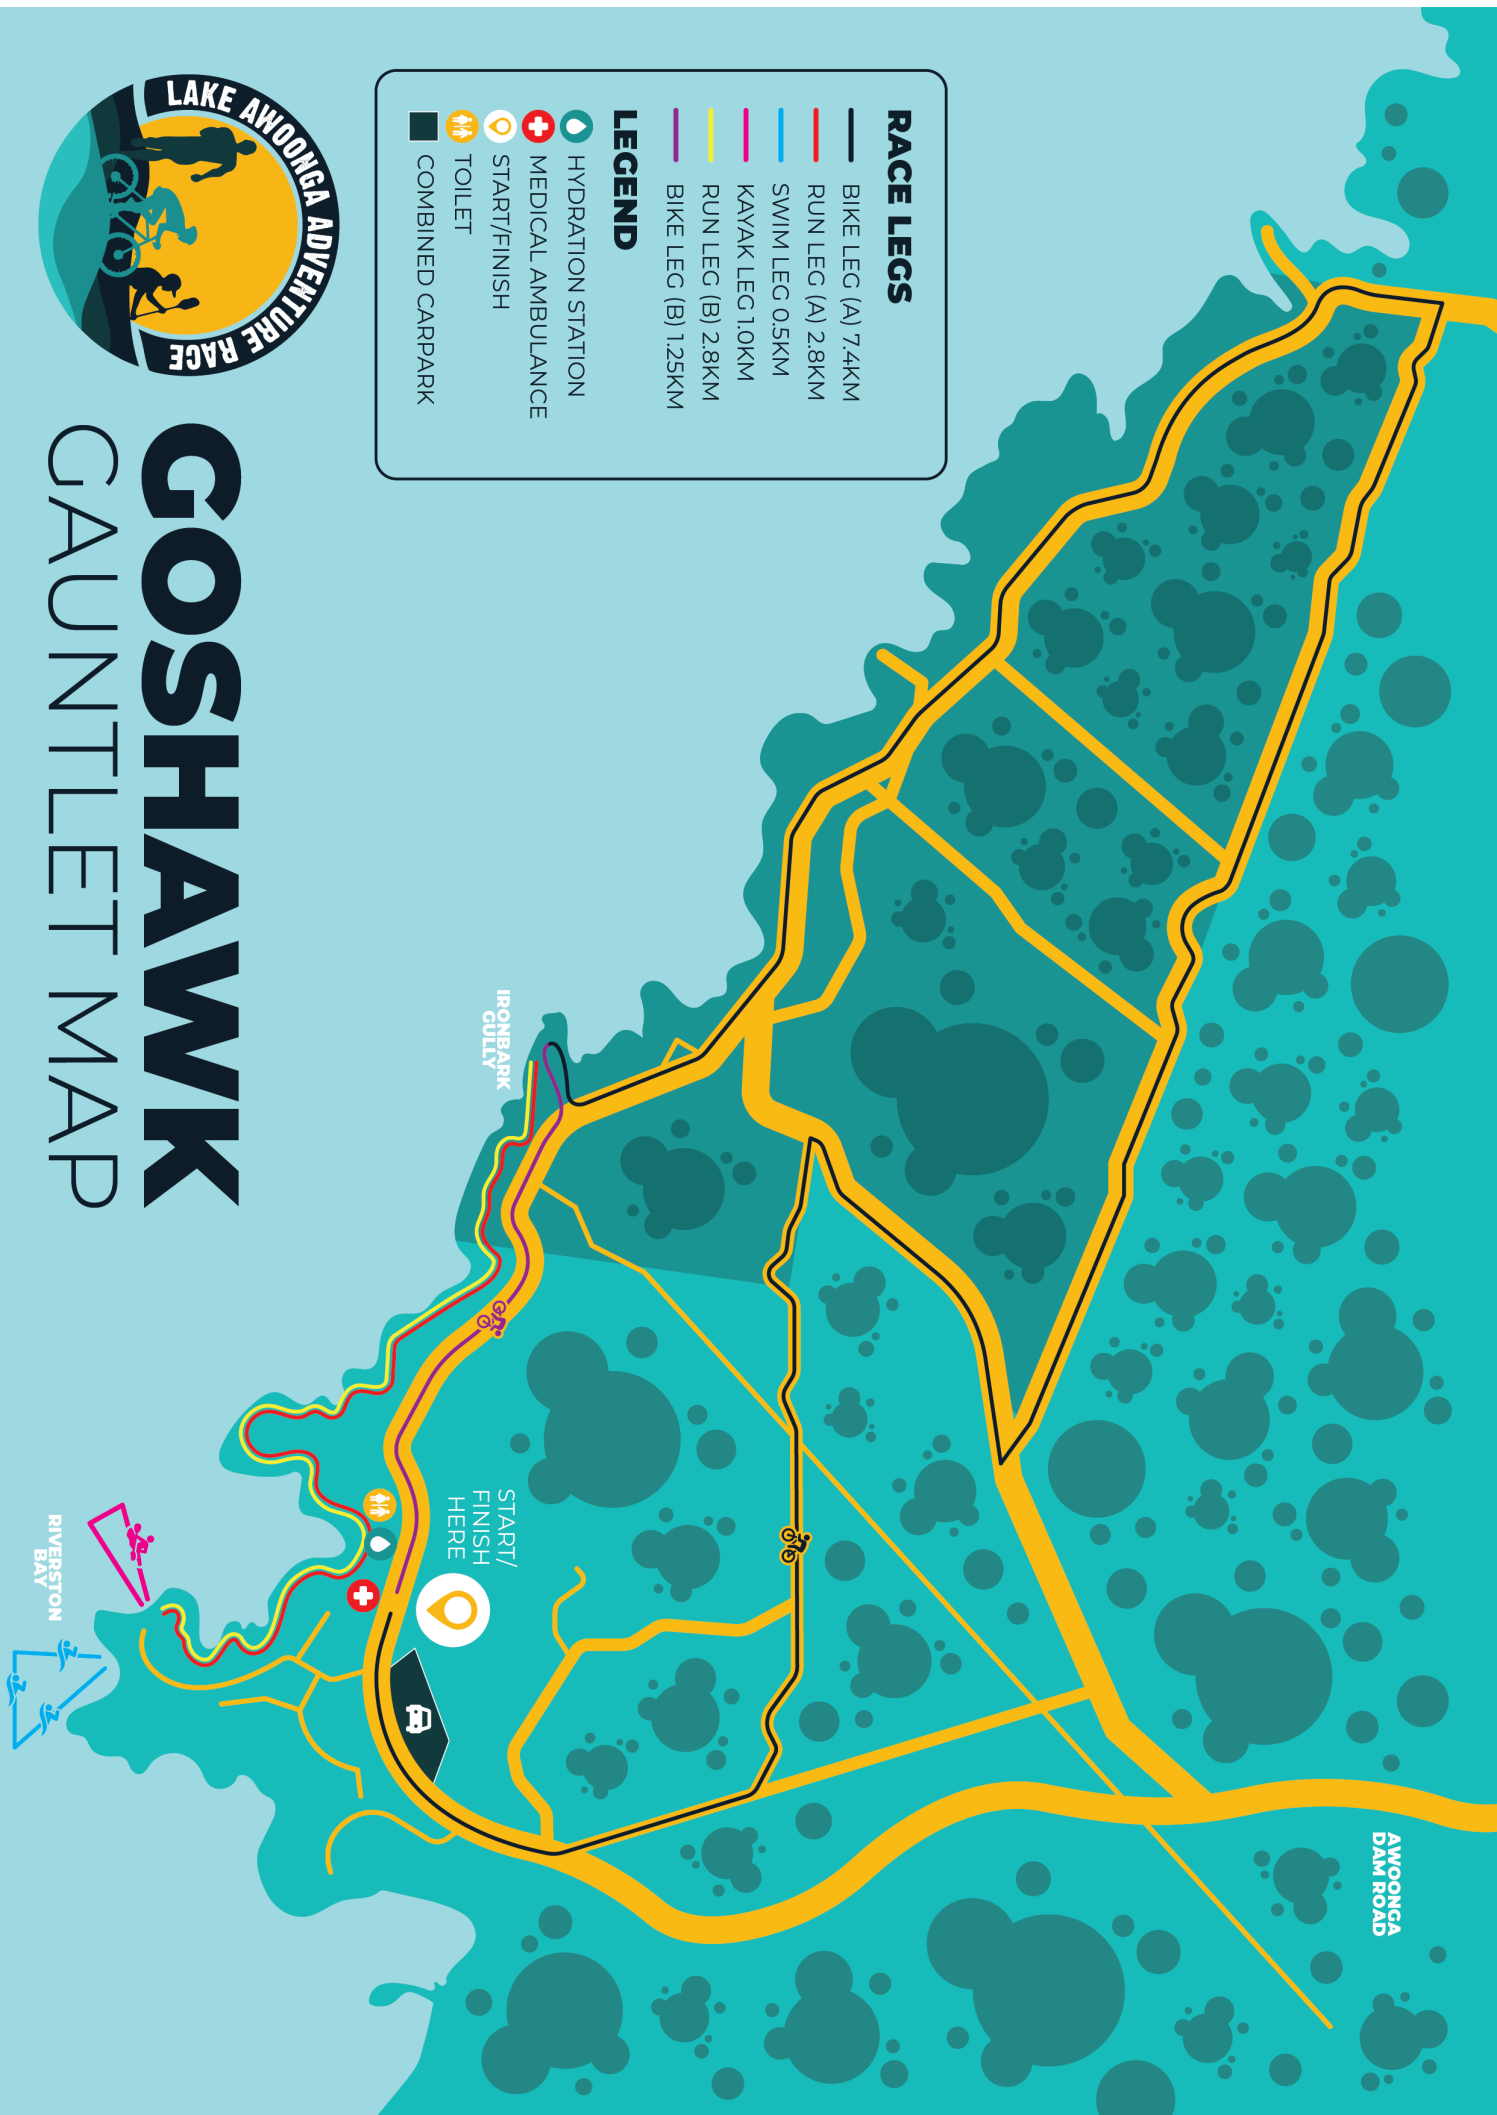 GOSHAWK
GAUNTLET MAP
LAKE AWOONGA ADVENTURE RACE
RACE LEGS
BIKE LEG (A) 7.4KM
RUN LEG (A) 2.8KM
SWIM LEG 0.5KM
KAYAK LEG 1.0KM
RUN LEG (B) 2.8KM
BIKE LEG (B) 1.25KM
LEGEND
HYDRATION STATION
MEDICAL AMBULANCE
START/FINISH
TOILET
COMBINED CARPARK
IRONBARK
GULLY
START/
FINISH
HERE
RIVERSTON
BAY
AWOONGA
DAM ROAD